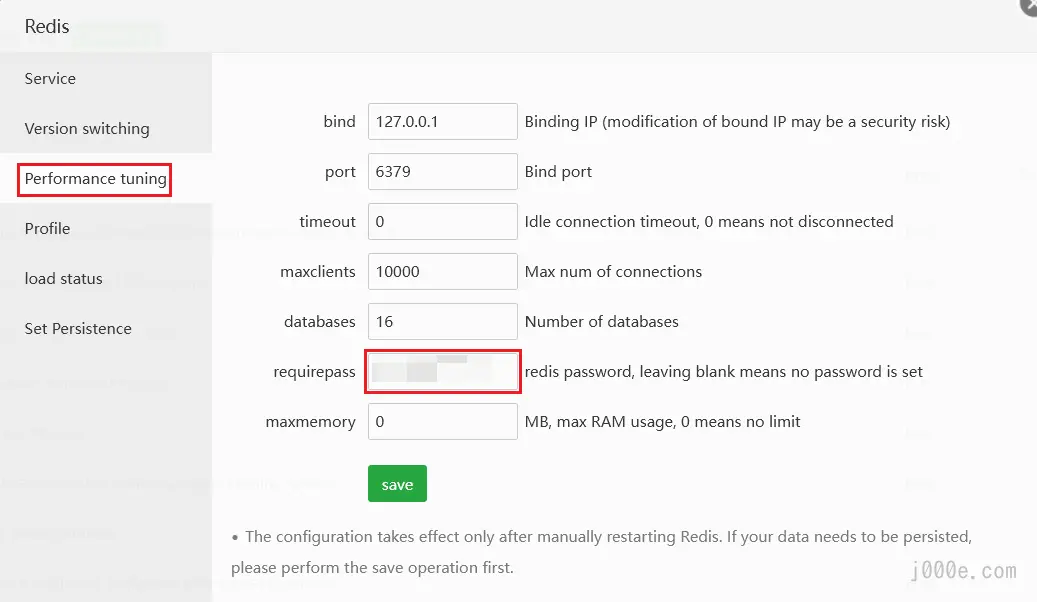 Redis
Service
Version switching
Performance tuning
Profile
load status
Set Persistence
bind 127.0.0.1 Binding IP (modification of bound IP may be a security risk)
port 6379 Bind port
timeout 0 Idle connection timeout, 0 means not disconnected
maxclients 10000 Max num of connections
databases 16 Number of databases
requirepass redis password, leaving blank means no password is set
maxmemory 0 MB, max RAM usage, 0 means no limit
save
• The configuration takes effect only after manually restarting Redis. If your data needs to be persisted,
please perform the save operation first.
j000e.com